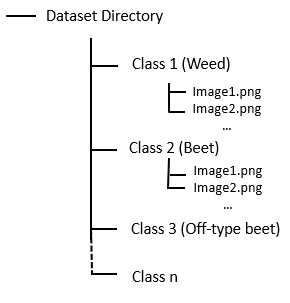 Dataset Directory
Class 1 (Weed)
Image1.png
Image2.png
...
Class 2 (Beet)
Image1.png
Image2.png
...
Class 3 (Off-type beet)
Class n